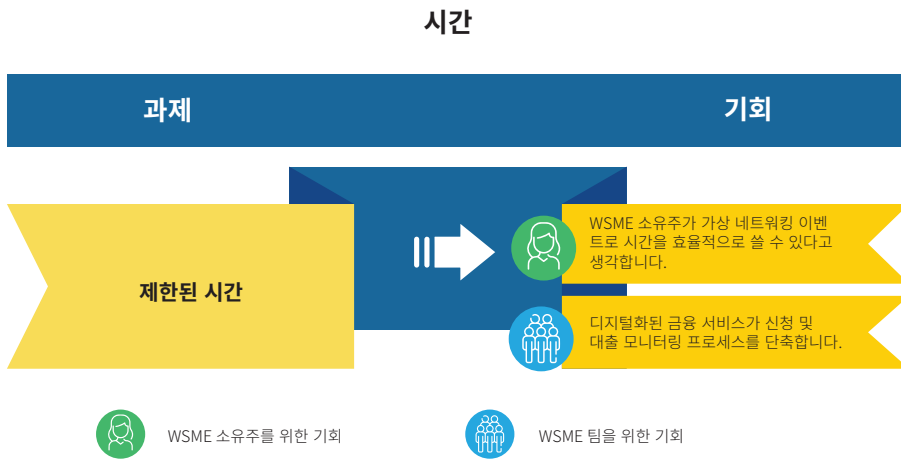 시간
과제
기회
제한된 시간
WSME 소유주가 가상 네트워킹 이벤
트로 시간을 효율적으로 쓸 수 있다고
생각합니다.
디지털화된 금융 서비스가 신청 및
대출 모니터링 프로세스를 단축합니다.
WSME 소유주를 위한 기회
WSME 팀을 위한 기회